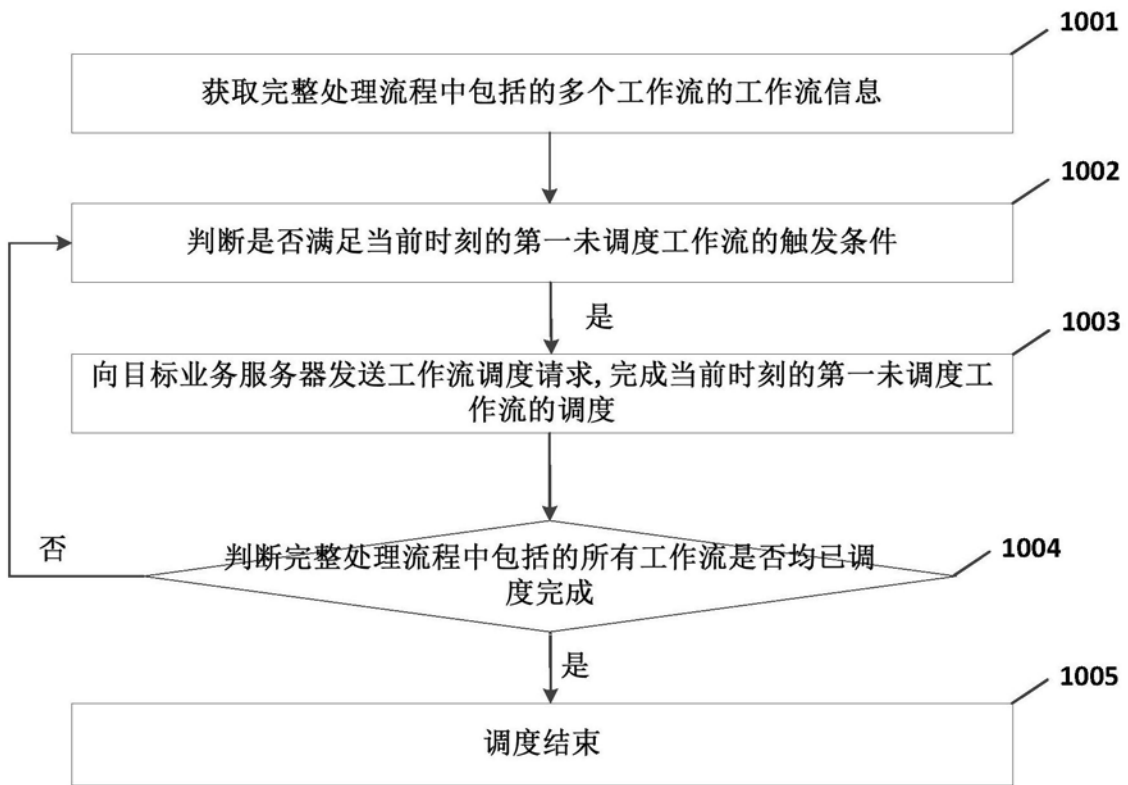 1001
获取完整处理流程中包括的多个工作流的工作流信息
1002
判断是否满足当前时刻的第一未调度工作流的触发条件
是
1003
向目标业务服务器发送工作流调度请求,完成当前时刻的第一未调度工
作流的调度
否
判断完整处理流程中包括的所有工作流是否均已调
度完成
1004
是
1005
调度结束